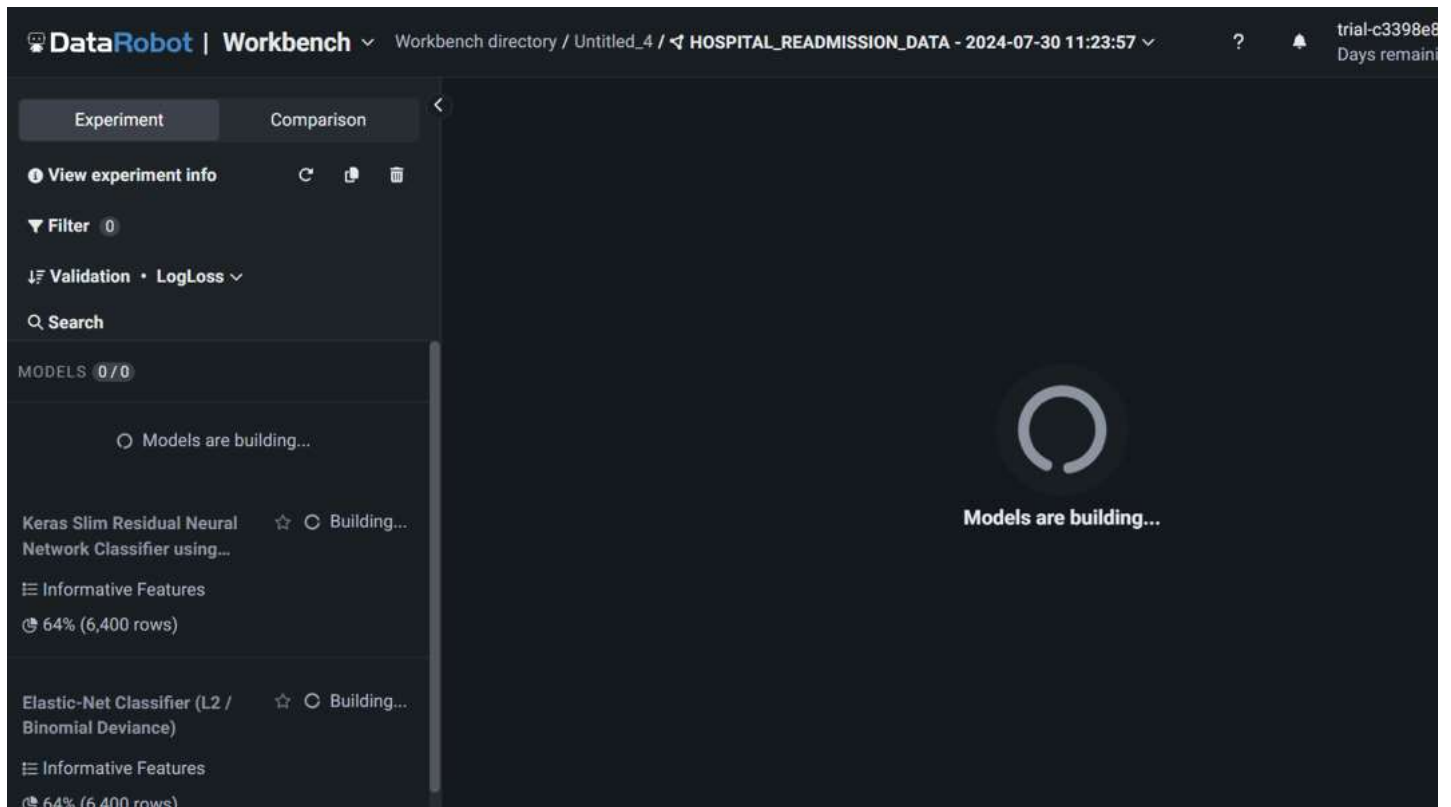 DataRobot | Workbench Workbench directory / Untitled_4 / HOSPITAL_READMISSION_DATA - 2024-07-30 11:23:57 ? trial-c3398e8
Days remaini
Experiment Comparison
View experiment info
Filter 0
Validation • LogLoss
Search
MODELS 0/0
Models are building...
Keras Slim Residual Neural Building...
Network Classifier using...
Informative Features
64% (6,400 rows)
Elastic-Net Classifier (L2 / Building...
Binomial Deviance)
Informative Features
64% (6,400 rows)
Models are building...